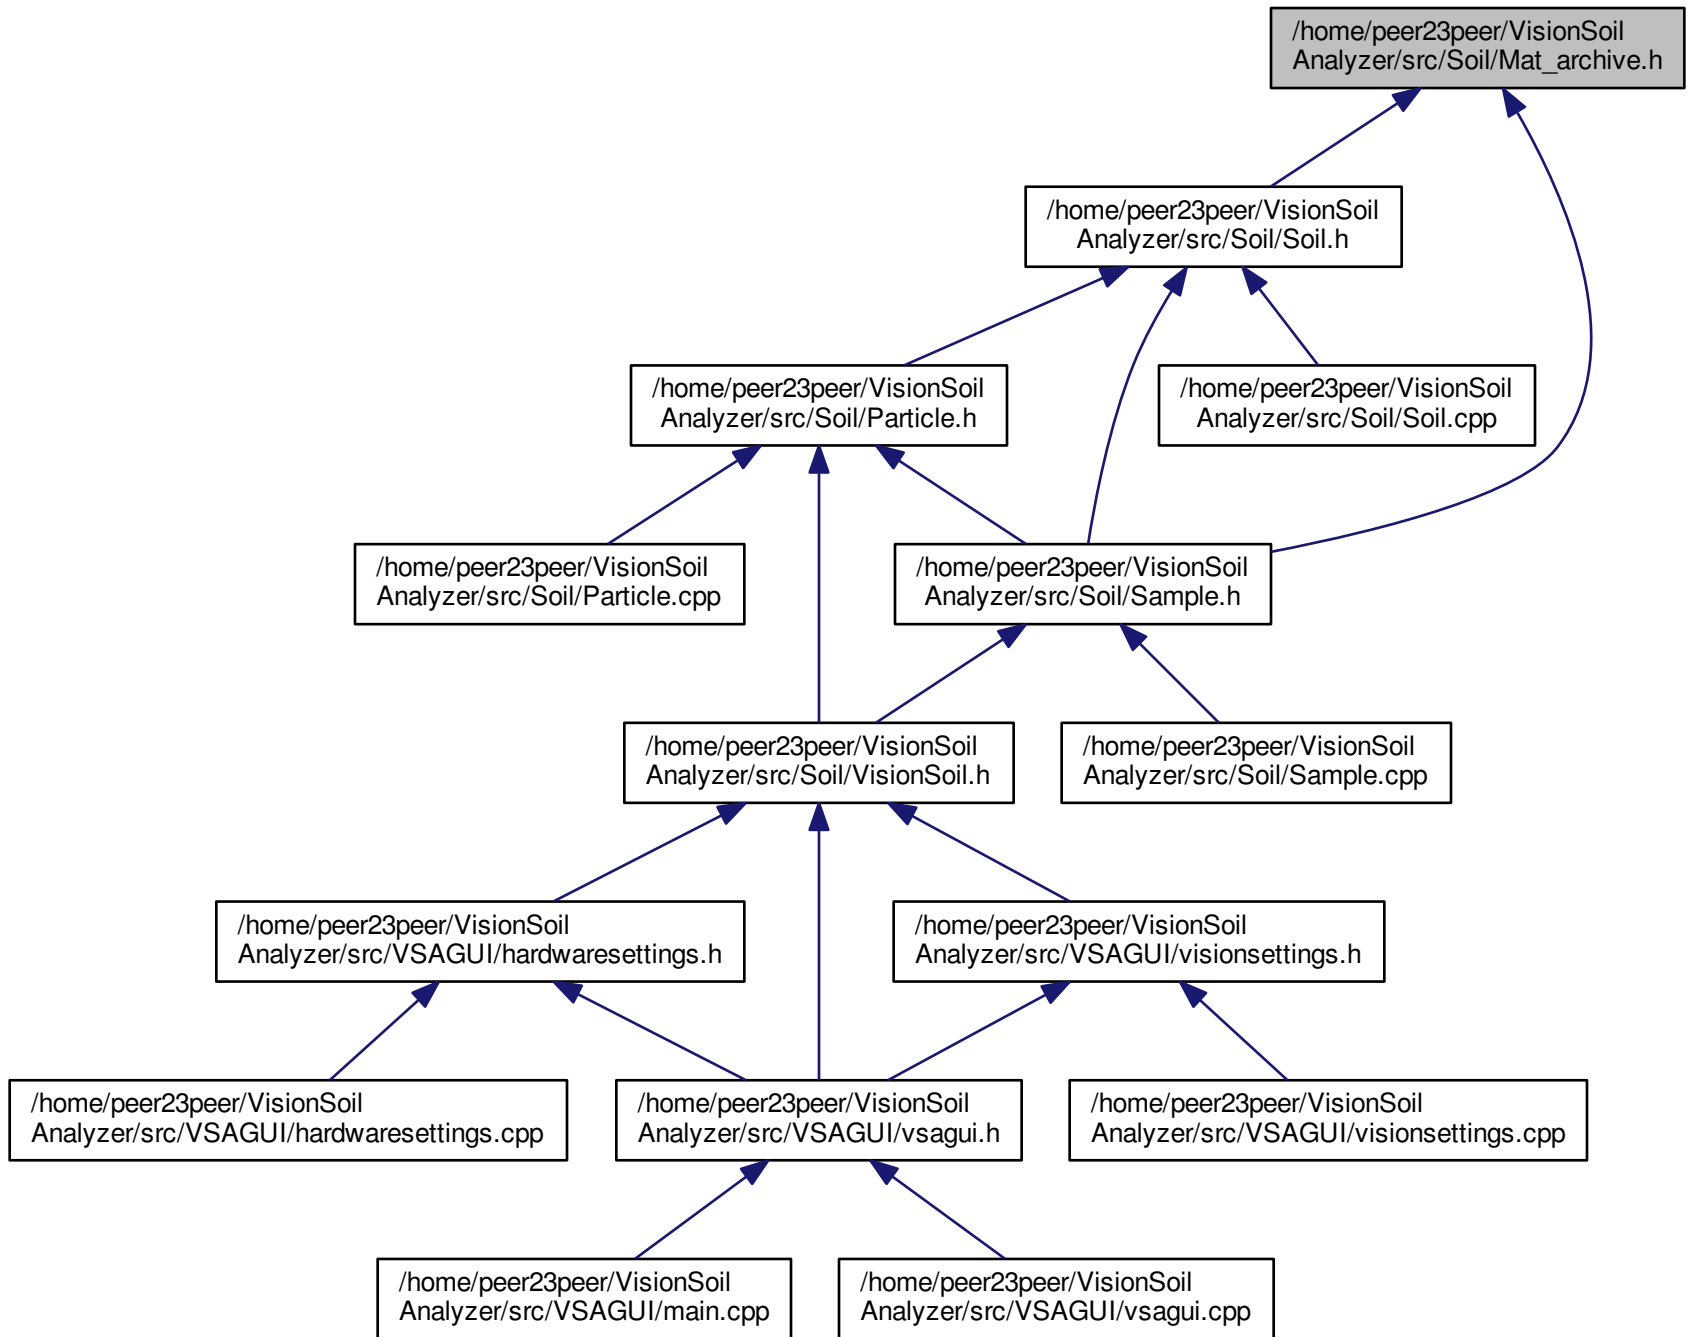 /home/peer23peer/VisionSoil
Analyzer/src/Soil/Mat_archive.h
/home/peer23peer/VisionSoil
Analyzer/src/Soil/Soil.h
/home/peer23peer/VisionSoil
Analyzer/src/Soil/Particle.h
/home/peer23peer/VisionSoil
Analyzer/src/Soil/Soil.cpp
/home/peer23peer/VisionSoil
Analyzer/src/Soil/Particle.cpp
/home/peer23peer/VisionSoil
Analyzer/src/Soil/Sample.h
/home/peer23peer/VisionSoil
Analyzer/src/Soil/VisionSoil.h
/home/peer23peer/VisionSoil
Analyzer/src/Soil/Sample.cpp
/home/peer23peer/VisionSoil
Analyzer/src/VSAGUI/hardwaresettings.h
/home/peer23peer/VisionSoil
Analyzer/src/VSAGUI/visionsettings.h
/home/peer23peer/VisionSoil
Analyzer/src/VSAGUI/hardwaresettings.cpp
/home/peer23peer/VisionSoil
Analyzer/src/VSAGUI/vsagui.h
/home/peer23peer/VisionSoil
Analyzer/src/VSAGUI/visionsettings.cpp
/home/peer23peer/VisionSoil
Analyzer/src/VSAGUI/main.cpp
/home/peer23peer/VisionSoil
Analyzer/src/VSAGUI/vsagui.cpp